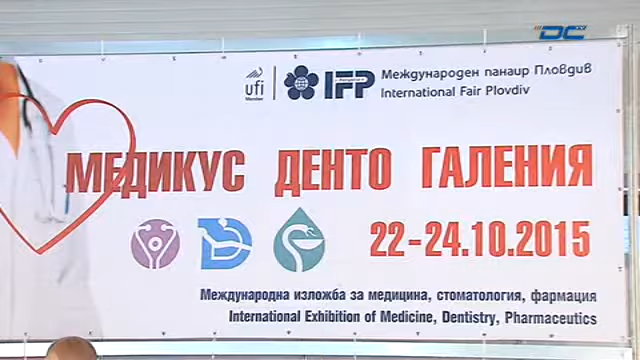 DC
ufi
Member
IFP
Международен панаир Пловдив
International Fair Plovdiv
МЕДИКУС ДЕНТО ГАЛЕНИЯ
22-24.10.2015
Международна изложба за медицина, стоматология, фармация
International Exhibition of Medicine, Dentistry, Pharmaceutics